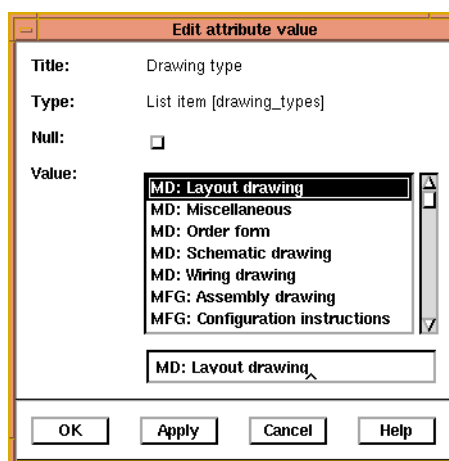 Edit attribute value
Title: Drawing type
Type: List item [drawing_types]
Null:
Value:
MD: Layout drawing
MD: Miscellaneous
MD: Order form
MD: Schematic drawing
MD: Wiring drawing
MFG: Assembly drawing
MFG: Configuration instructions
MD: Layout drawing
OK Apply Cancel Help